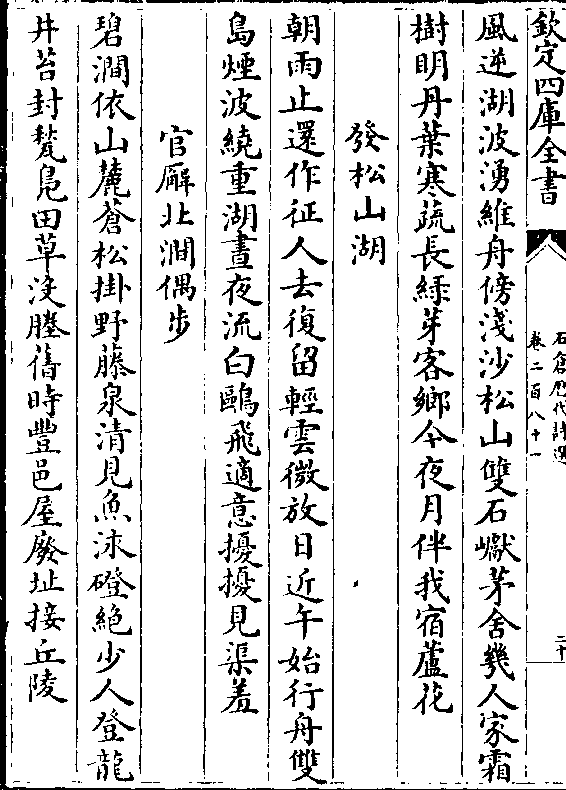 欽定四庫全書
石倉歷代詩選
卷二百八十一
二十
風逆湖波湧維舟傍淺沙松山雙石巘茅舍幾人家霜
樹明丹葉寒蔬長綠芽客鄉今夜月伴我宿蘆花
發松山湖
朝雨止還作征人去復留輕雲微放日近午始行舟雙
島煙波繞重湖晝夜流白鷗飛適意擾擾見渠羞
官廨北澗偶步
碧澗依山麓蒼松掛野藤泉清見魚泳磴絶少人登龍
井苔封甃鳧田草沒塍舊時豐邑屋廢址接丘陵